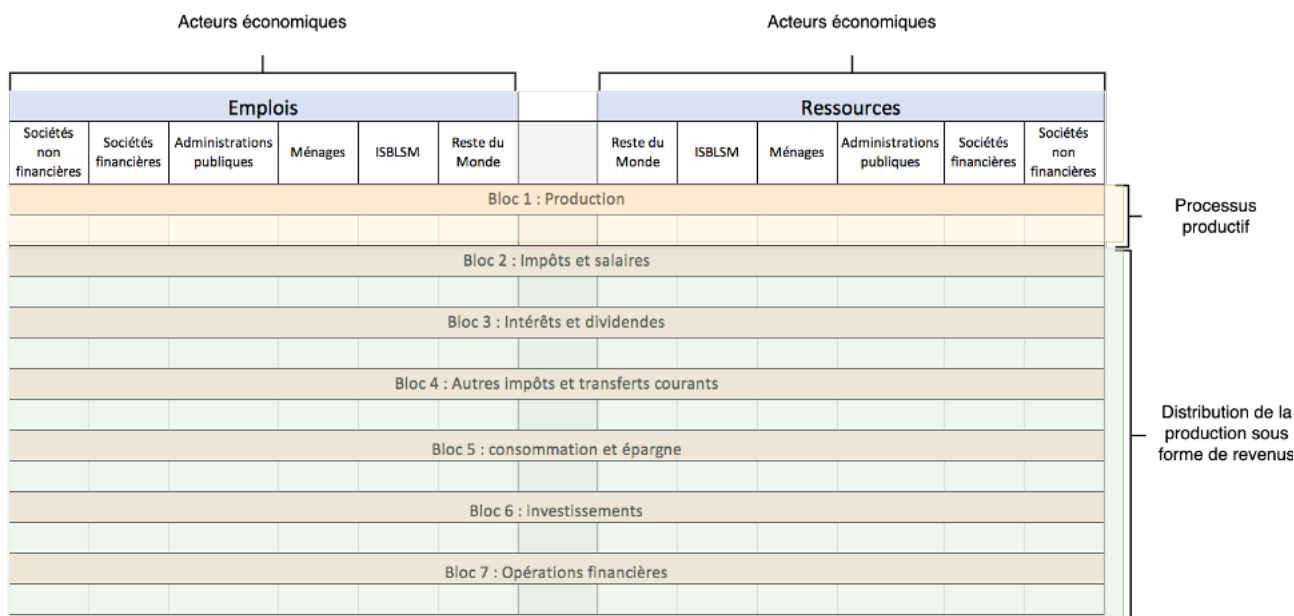 Acteurs économiques
Acteurs économiques
Emplois
Ressources
Sociétés
non
financières
Sociétés
financières
Administrations
publiques
Ménages
ISBLSM
Reste du
Monde
Reste du
Monde
ISBLSM
Ménages
Administrations
publiques
Sociétés
financières
Sociétés
non
financières
Bloc 1 : Production
Processus
productif
Bloc 2 : Impôts et salaires
Bloc 3 : Intérêts et dividendes
Bloc 4 : Autres impôts et transferts courants
Distribution de la
production sous
forme de revenus
Bloc 5 : consommation et épargne
Bloc 6 : investissements
Bloc 7 : Opérations financières